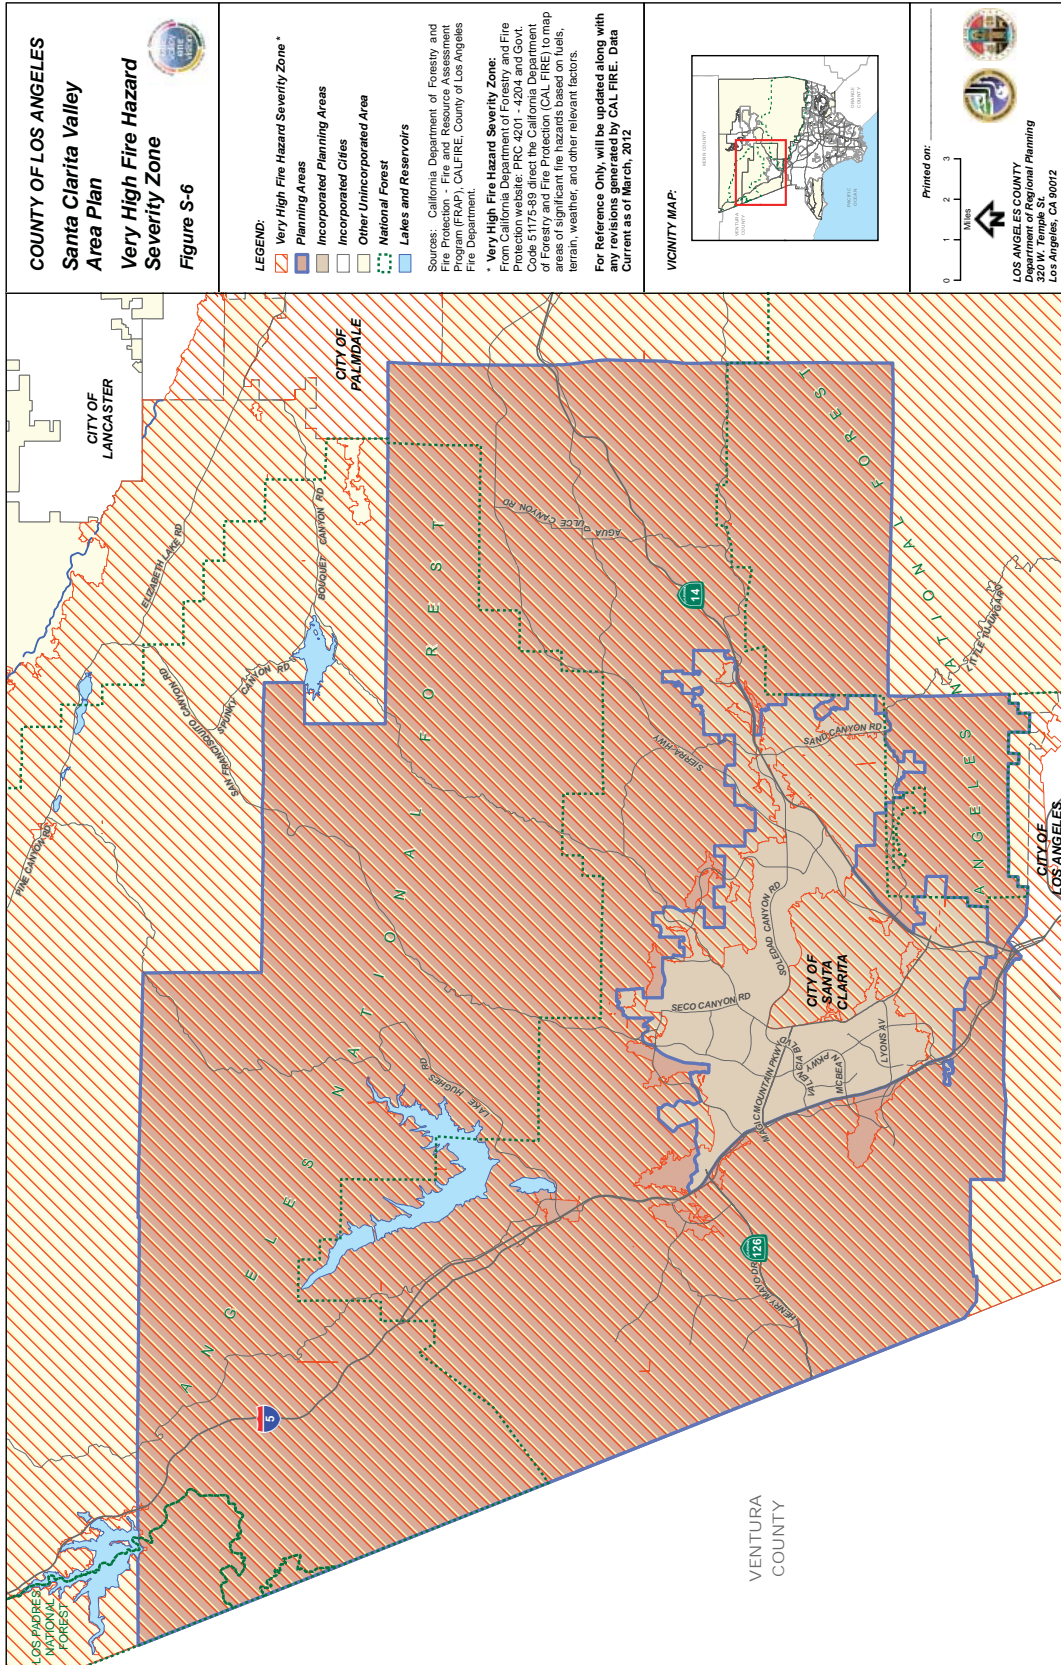 COUNTY OF LOS ANGELES
Santa Clarita Valley
Area Plan
Very High Fire Hazard
Severity Zone
Figure S-6
LEGEND:
Very High Fire Hazard Severity Zone *
Planning Areas
Incorporated Planning Areas
Incorporated Cities
Other Unincorporated Area
National Forest
Lakes and Reservoirs
Sources: California Department of Forestry and
Fire Protection - Fire and Resource Assessment
Program (FRAP), CALFIRE, County of Los Angeles
Fire Department.
* Very High Fire Hazard Severity Zone:
From California Department of Forestry and Fire
Protection website: PRC 4201 - 4204 and Govt.
Code 51175-89 direct the California Department
of Forestry and Fire Protection (CAL FIRE) to map
areas of significant fire hazards based on fuels,
terrain, weather, and other relevant factors.
For Reference Only, will be updated along with
any revisions generated by CAL FIRE. Data
Current as of March, 2012
VICINITY MAP:
KERN COUNTY
VENTURA
COUNTY
PACIFIC
OCEAN
ORANGE
COUNTY
Printed on:
0 1 2 3
Miles
N
LOS ANGELES COUNTY
Department of Regional Planning
320 W. Temple St.
Los Angeles, CA 90012
LOS PADRES
NATIONAL
FOREST
CITY OF
LANCASTER
CITY OF
PALMDALE
PINE CANYON RD
ELIZABETH LAKE RD
SAN FRANCISQUITO CANYON RD
SPUNKY CANYON RD
BOUQUET CANYON RD
ANGELES NATIONAL FOREST
5
LAKE HUGHES RD
AGUA DULCE CANYON RD
14
SIERRA HWY
SECO CANYON RD
SOLEDAD CANYON RD
SAND CANYON RD
CITY OF
SANTA
CLARITA
MAGIC MOUNTAIN PKWY
VALENCIA BLVD
MCBEAN PKWY
LYONS AV
126
HENRY MAYO DR
ANGELES NATIONAL FOREST
CITY OF
LOS ANGELES
VENTURA
COUNTY